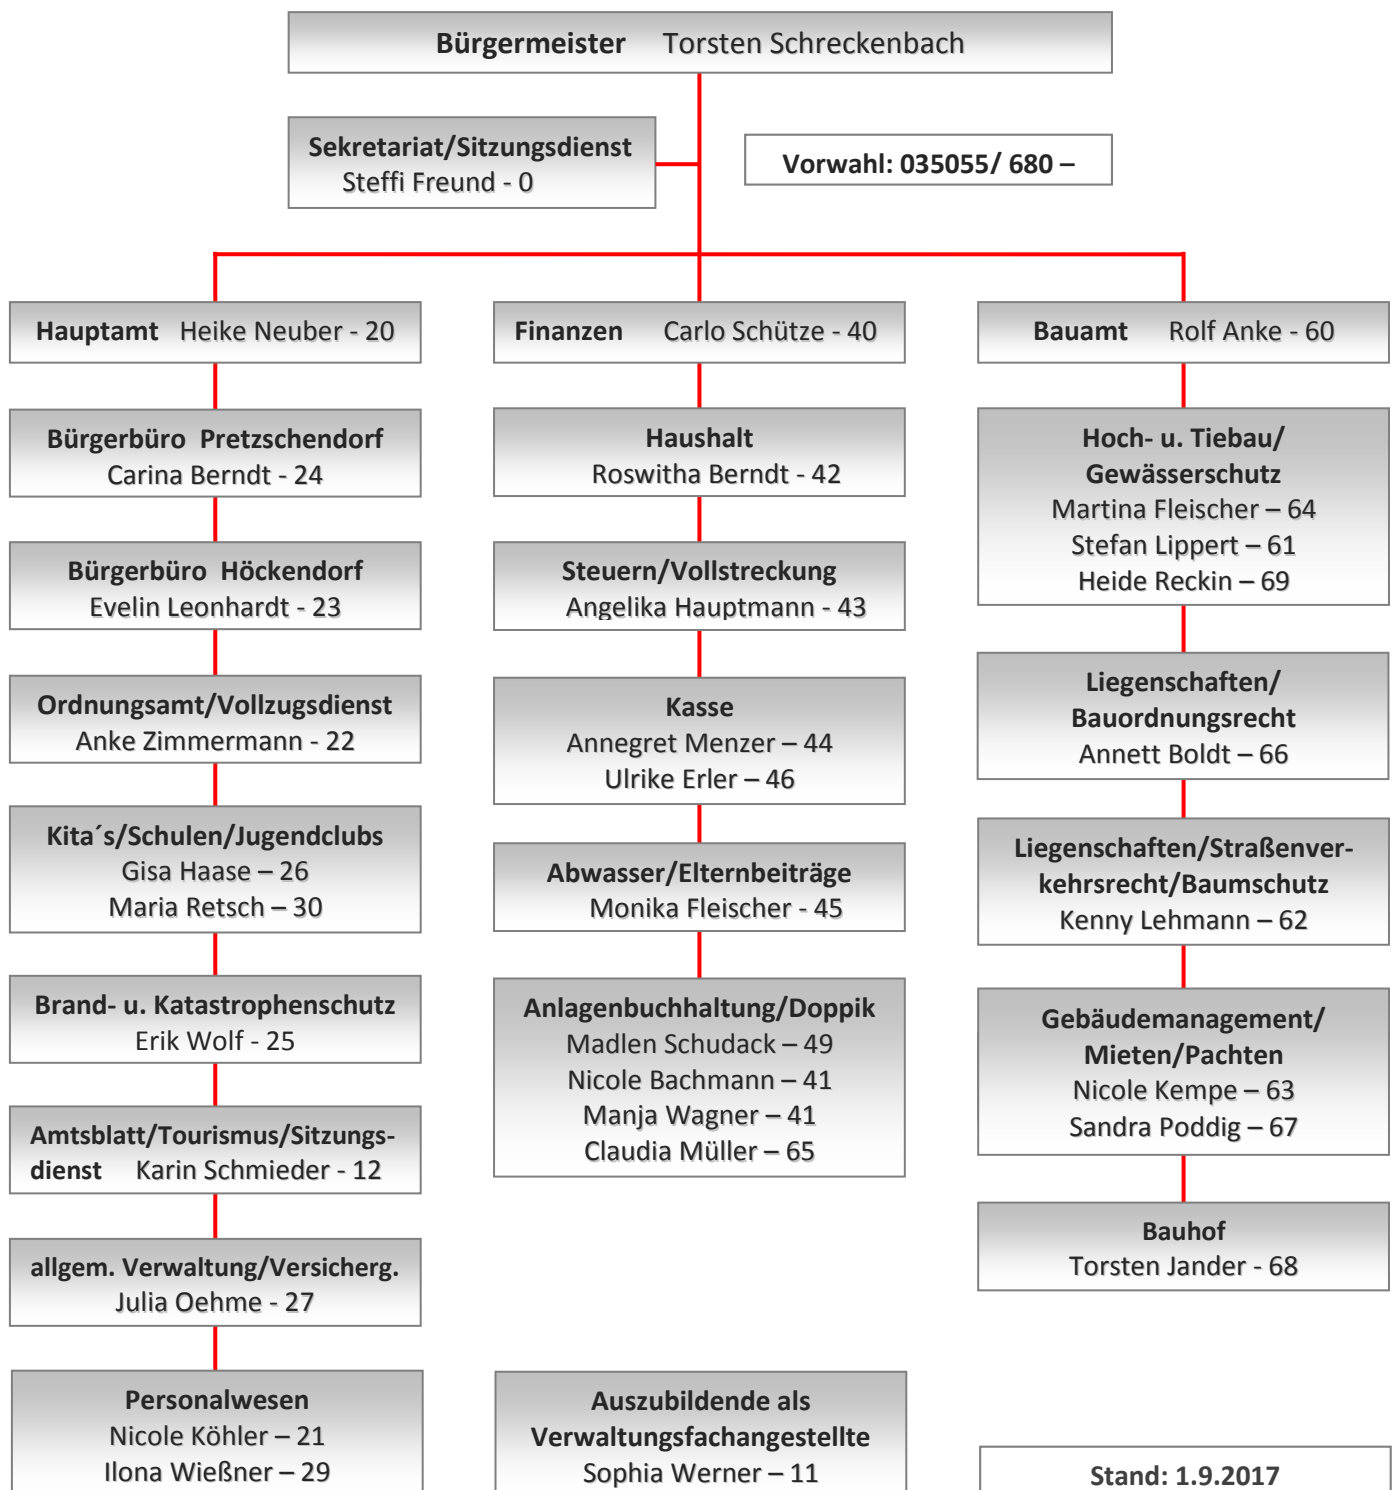 Bürgermeister Torsten Schreckenbach
Sekretariat/Sitzungsdienst
Steffi Freund - 0
Vorwahl: 035055/ 680 –
Hauptamt Heike Neuber - 20
Bürgerbüro Pretzschendorf
Carina Berndt - 24
Bürgerbüro Höckendorf
Evelin Leonhardt - 23
Ordnungsamt/Vollzugsdienst
Anke Zimmermann - 22
Kita´s/Schulen/Jugendclubs
Gisa Haase – 26
Maria Retsch – 30
Brand- u. Katastrophenschutz
Erik Wolf - 25
Amtsblatt/Tourismus/Sitzungs-
dienst Karin Schmieder - 12
allgem. Verwaltung/Versicherg.
Julia Oehme - 27
Personalwesen
Nicole Köhler – 21
Ilona Wießner – 29
Finanzen Carlo Schütze - 40
Haushalt
Roswitha Berndt - 42
Steuern/Vollstreckung
Angelika Hauptmann - 43
Kasse
Annegret Menzer – 44
Ulrike Erler – 46
Abwasser/Elternbeiträge
Monika Fleischer - 45
Anlagenbuchhaltung/Doppik
Madlen Schudack – 49
Nicole Bachmann – 41
Manja Wagner – 41
Claudia Müller – 65
Auszubildende als
Verwaltungsfachangestellte
Sophia Werner – 11
Bauamt Rolf Anke - 60
Hoch- u. Tiebau/
Gewässerschutz
Martina Fleischer – 64
Stefan Lippert – 61
Heide Reckin – 69
Liegenschaften/
Bauordnungsrecht
Annett Boldt – 66
Liegenschaften/Straßenver-
kehrsrecht/Baumschutz
Kenny Lehmann – 62
Gebäudemanagement/
Mieten/Pachten
Nicole Kempe – 63
Sandra Poddig – 67
Bauhof
Torsten Jander - 68
Stand: 1.9.2017